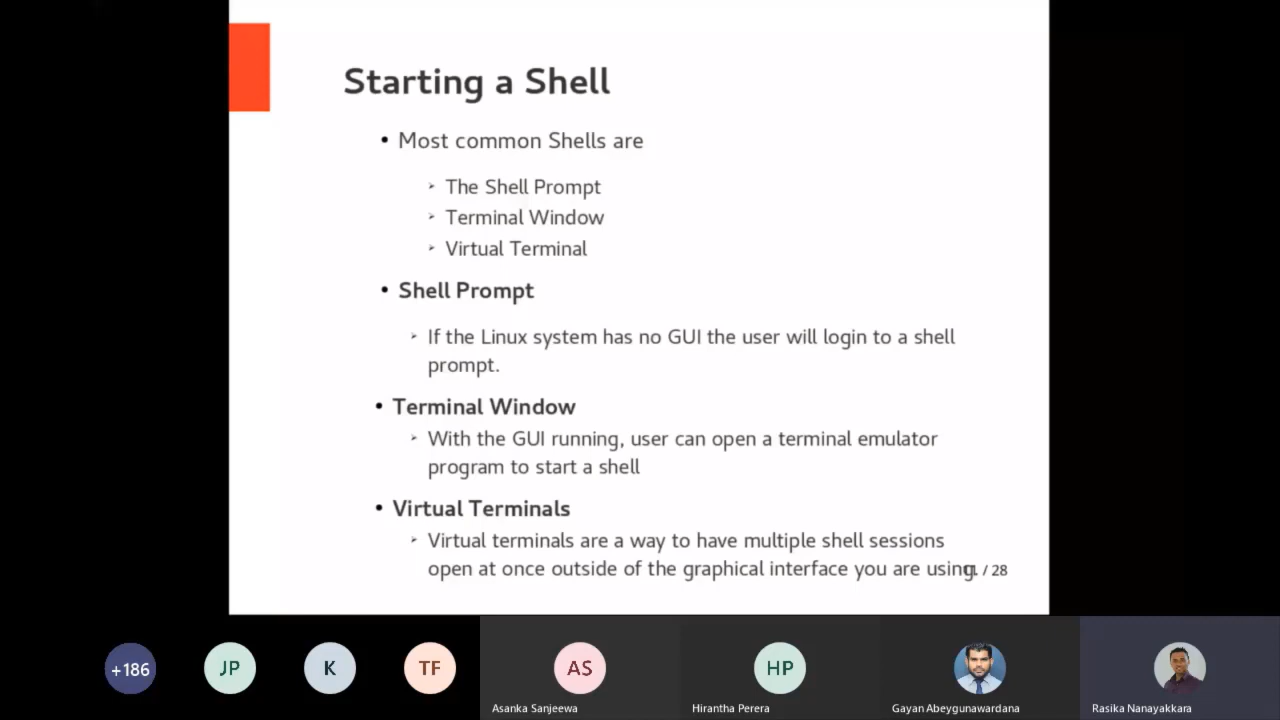 Starting a Shell
• Most common Shells are
➢ The Shell Prompt
➢ Terminal Window
➢ Virtual Terminal
• Shell Prompt
➢ If the Linux system has no GUI the user will login to a shell
prompt.
• Terminal Window
➢ With the GUI running, user can open a terminal emulator
program to start a shell
• Virtual Terminals
➢ Virtual terminals are a way to have multiple shell sessions
open at once outside of the graphical interface you are using.
/ 28
+186
JP
K
TF
AS
HP
Asanka Sanjeewa
Hirantha Perera
Gayan Abeygunawardana
Rasika Nanayakkara